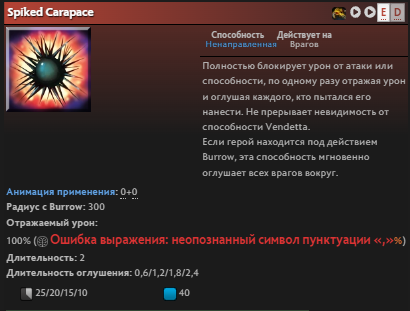 Spiked Carapace
E D
Способность Действует на
Ненаправленная Врагов
Полностью блокирует урон от атаки или
способности, по одному разу отражая урон
и оглушая каждого, кто пытался его
нанести. Не прерывает невидимость от
способности Vendetta.
Если герой находится под действием
Burrow, эта способность мгновенно
оглушает всех врагов вокруг.
Анимация применения: 0+0
Радиус с Burrow: 300
Отражаемый урон:
100% ( Ошибка выражения: неопознанный символ пунктуации «,»%)
Длительность: 2
Длительность оглушения: 0,6/1,2/1,8/2,4
25/20/15/10 40